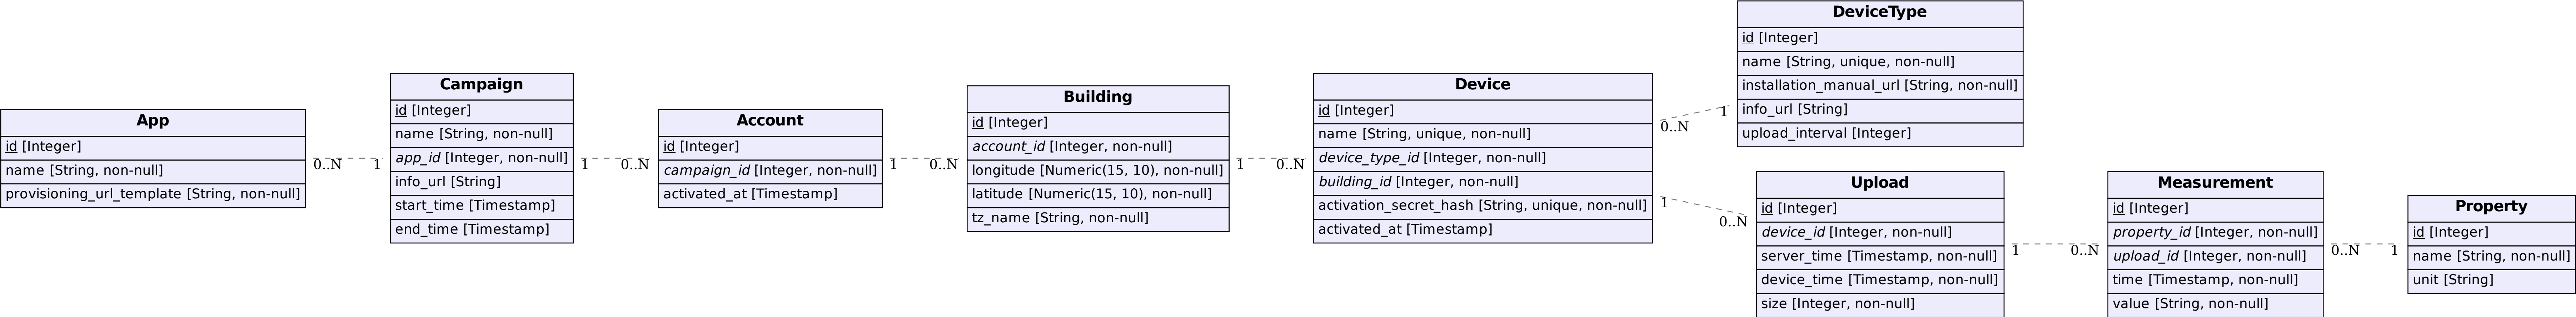 App
id [Integer]
name [String, non-null]
provisioning_url_template [String, non-null]
0..N
1
Campaign
id [Integer]
name [String, non-null]
app_id [Integer, non-null]
info_url [String]
start_time [Timestamp]
end_time [Timestamp]
1
0..N
Account
id [Integer]
campaign_id [Integer, non-null]
activated_at [Timestamp]
1
0..N
Building
id [Integer]
account_id [Integer, non-null]
longitude [Numeric(15, 10), non-null]
latitude [Numeric(15, 10), non-null]
tz_name [String, non-null]
1
0..N
Device
id [Integer]
name [String, unique, non-null]
device_type_id [Integer, non-null]
building_id [Integer, non-null]
activation_secret_hash [String, unique, non-null]
activated_at [Timestamp]
0..N
1
DeviceType
id [Integer]
name [String, unique, non-null]
installation_manual_url [String, non-null]
info_url [String]
upload_interval [Integer]
1
0..N
Upload
id [Integer]
device_id [Integer, non-null]
server_time [Timestamp, non-null]
device_time [Timestamp, non-null]
size [Integer, non-null]
1
0..N
Measurement
id [Integer]
property_id [Integer, non-null]
upload_id [Integer, non-null]
time [Timestamp, non-null]
value [String, non-null]
0..N
1
Property
id [Integer]
name [String, non-null]
unit [String]